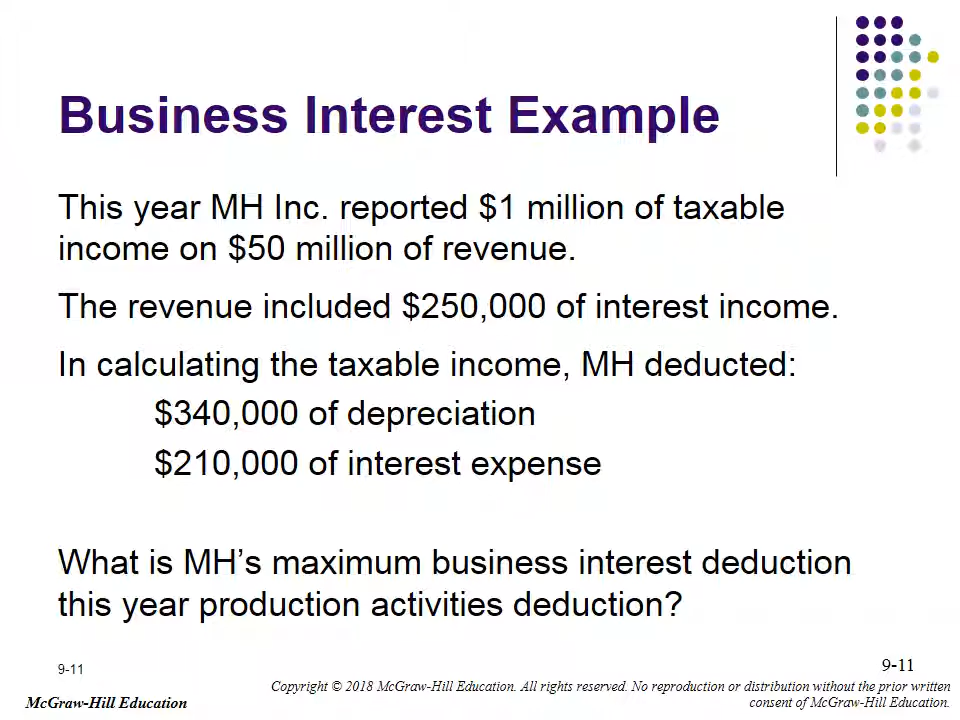 Business Interest Example
This year MH Inc. reported $1 million of taxable
income on $50 million of revenue.
The revenue included $250,000 of interest income.
In calculating the taxable income, MH deducted:
$340,000 of depreciation
$210,000 of interest expense
What is MH’s maximum business interest deduction
this year production activities deduction?
9-11
9-11
Copyright © 2018 McGraw-Hill Education. All rights reserved. No reproduction or distribution without the prior written
consent of McGraw-Hill Education.
McGraw-Hill Education